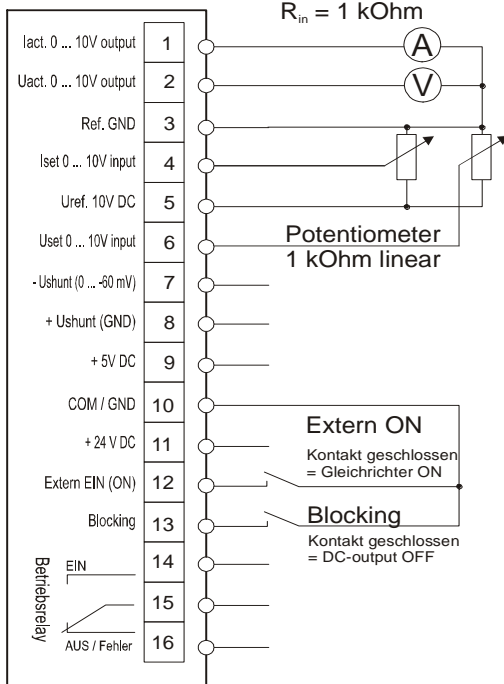 R_in = 1 kOhm
Iact. 0 ... 10V output 1
A
Uact. 0 ... 10V output 2
V
Ref. GND 3
Iset 0 ... 10V input 4
Uref. 10V DC 5
Uset 0 ... 10V input 6
Potentiometer
1 kOhm linear
- Ushunt (0 ... -60 mV) 7
+ Ushunt (GND) 8
+ 5V DC 9
COM / GND 10
+ 24 V DC 11
Extern ON
Kontakt geschlossen
= Gleichrichter ON
Extern EIN (ON) 12
Blocking 13
Blocking
Kontakt geschlossen
= DC-output OFF
Betriebsrelay
EIN 14
15
AUS / Fehler 16